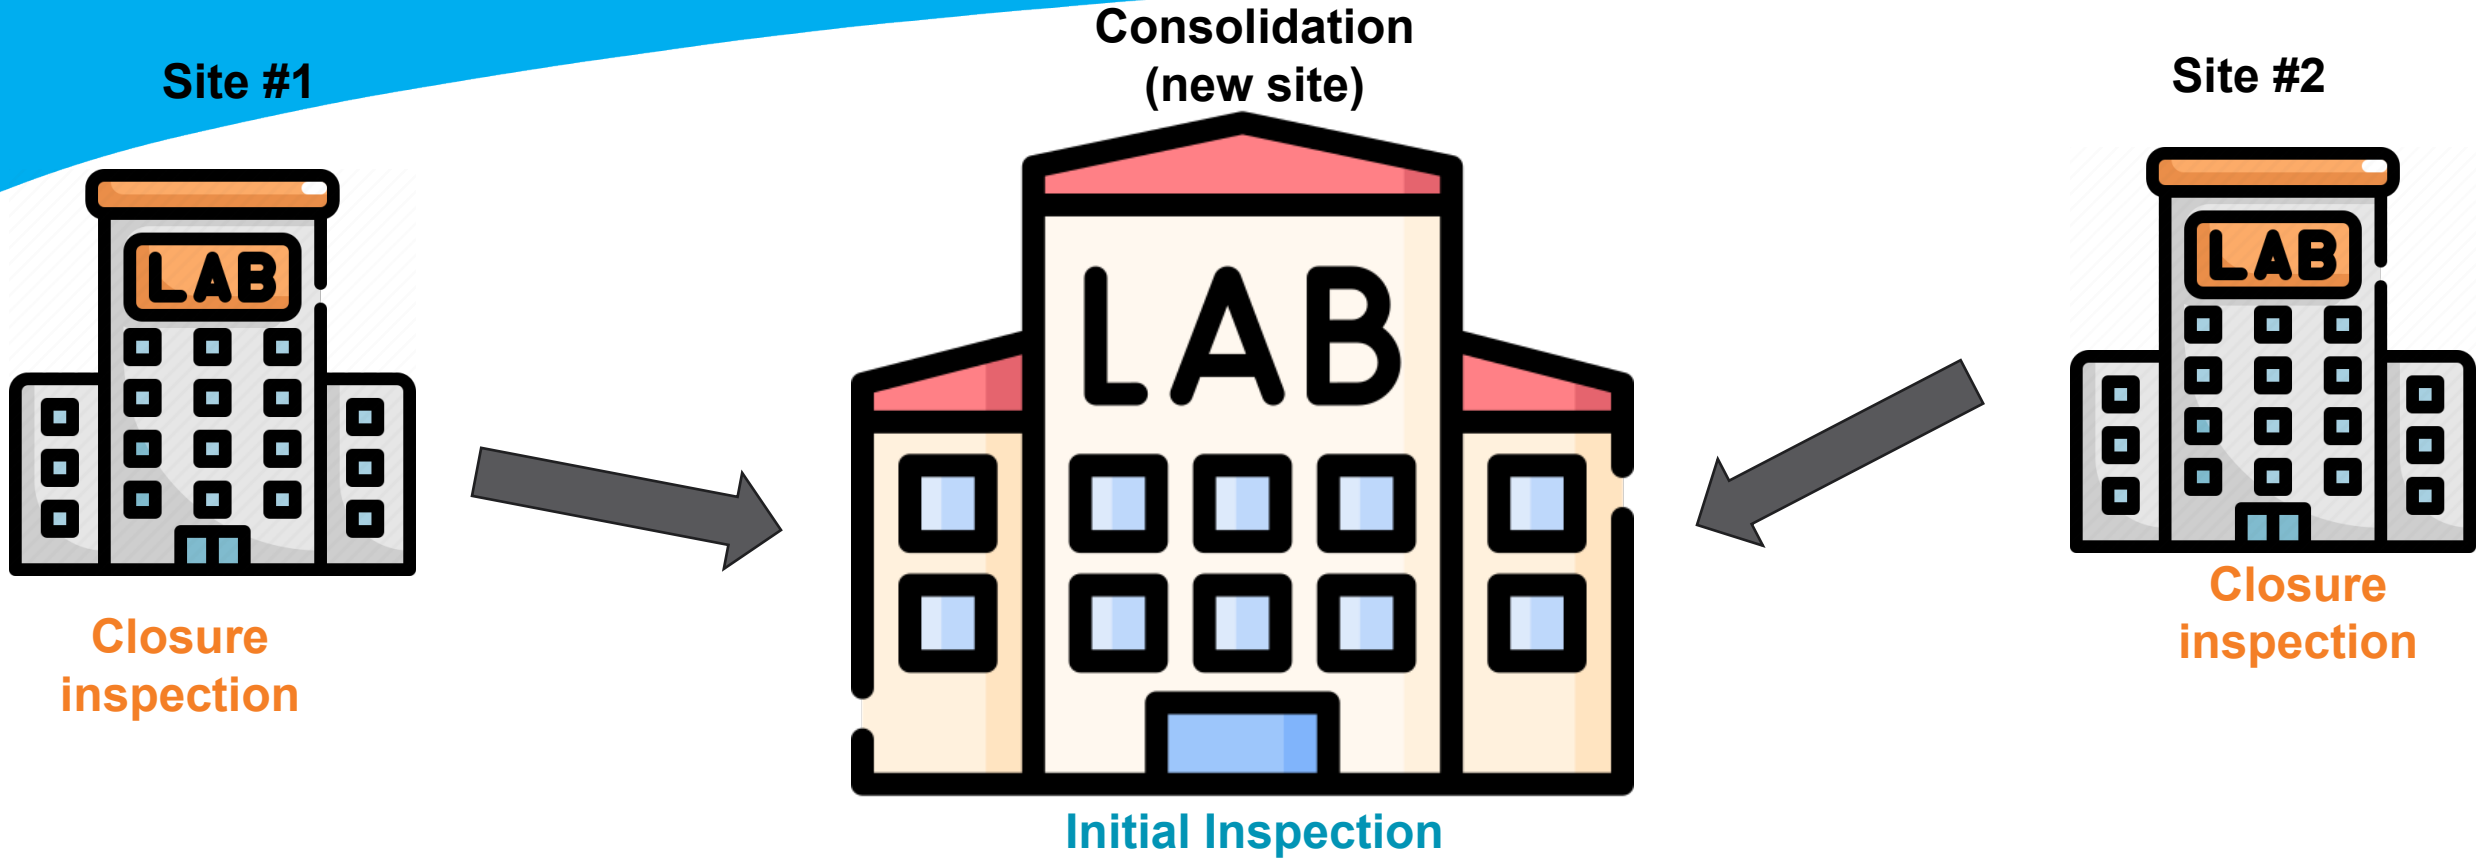 Consolidation
(new site)
Site #1
Site #2
LAB
LAB
LAB
Closure
inspection
Closure
inspection
Initial Inspection